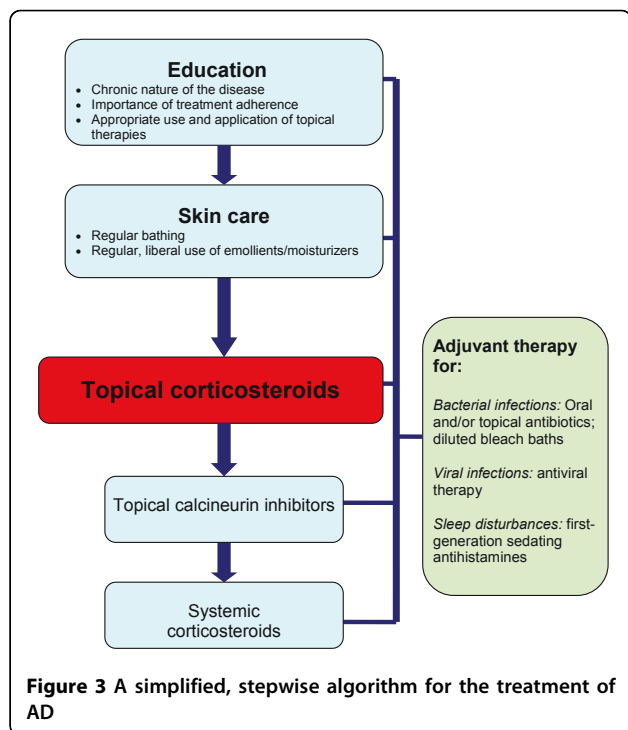 Education
• Chronic nature of the disease
• Importance of treatment adherence
• Appropriate use and application of topical
therapies
Skin care
• Regular bathing
• Regular, liberal use of emollients/moisturizers
Topical corticosteroids
Topical calcineurin inhibitors
Systemic
corticosteroids
Adjuvant therapy
for:
Bacterial infections: Oral
and/or topical antibiotics;
diluted bleach baths
Viral infections: antiviral
therapy
Sleep disturbances: first-
generation sedating
antihistamines
Figure 3 A simplified, stepwise algorithm for the treatment of
AD